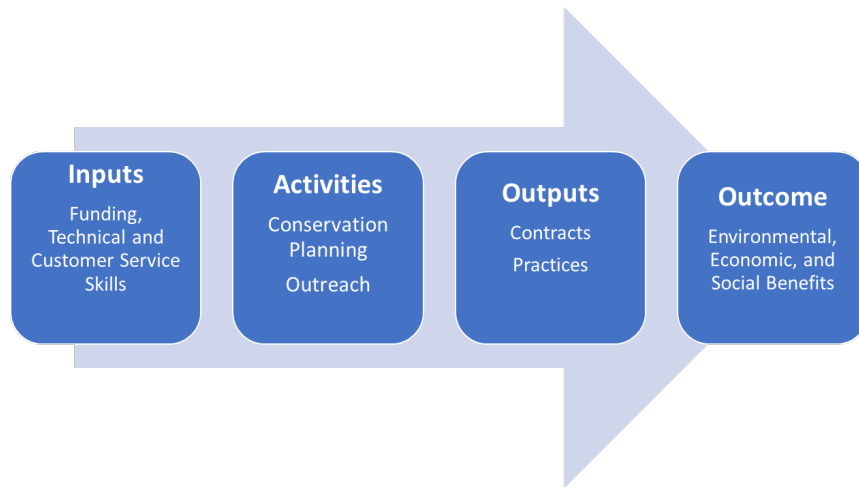 Inputs
Funding,
Technical and
Customer Service
Skills
Activities
Conservation
Planning
Outreach
Outputs
Contracts
Practices
Outcome
Environmental,
Economic, and
Social Benefits